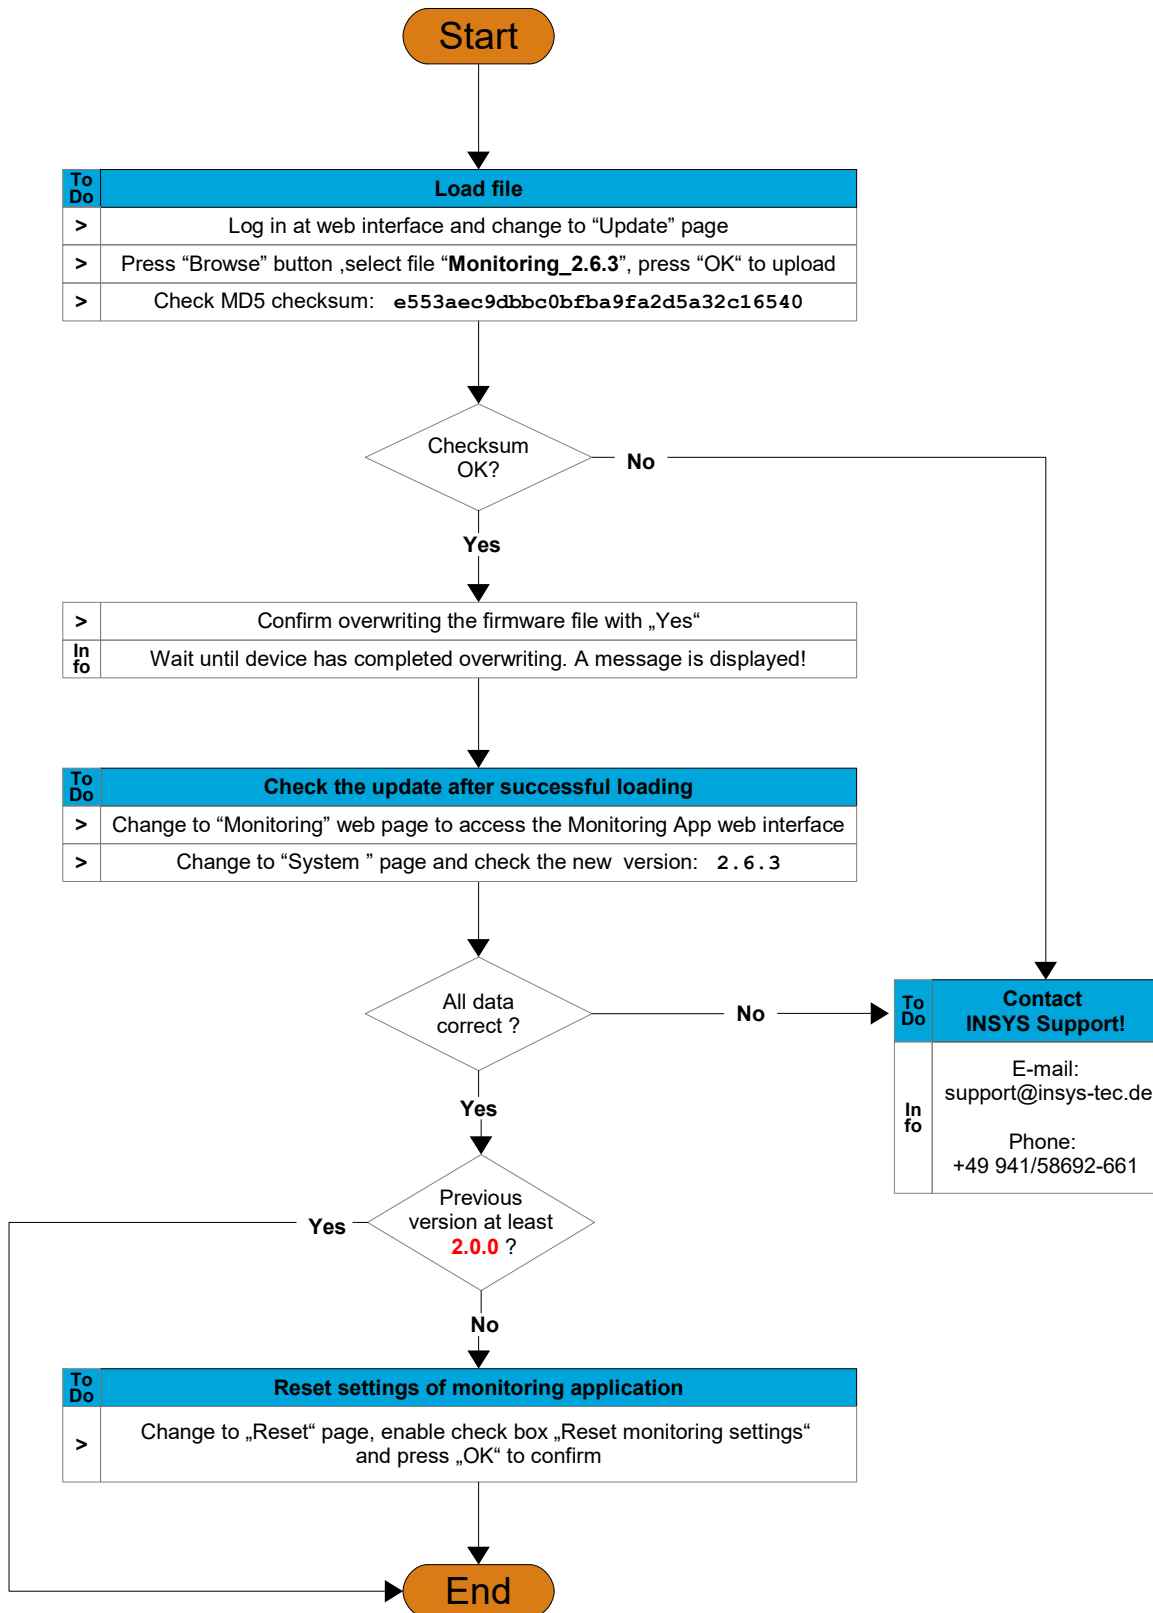 Start
To Do
Load file
> Log in at web interface and change to “Update” page
> Press “Browse” button ,select file “Monitoring_2.6.3”, press “OK“ to upload
> Check MD5 checksum: e553aec9dbbc0bfba9fa2d5a32c16540
Checksum
OK?
No
Yes
> Confirm overwriting the firmware file with „Yes“
In
fo
Wait until device has completed overwriting. A message is displayed!
To
Do
Check the update after successful loading
> Change to “Monitoring” web page to access the Monitoring App web interface
> Change to “System ” page and check the new version: 2.6.3
All data
correct ?
No
To
Do
Contact
INSYS Support!
In
fo
E-mail:
support@insys-tec.de
Phone:
+49 941/58692-661
Yes
Previous
version at least
2.0.0 ?
Yes
No
To
Do
Reset settings of monitoring application
> Change to „Reset“ page, enable check box „Reset monitoring settings“
and press „OK“ to confirm
End